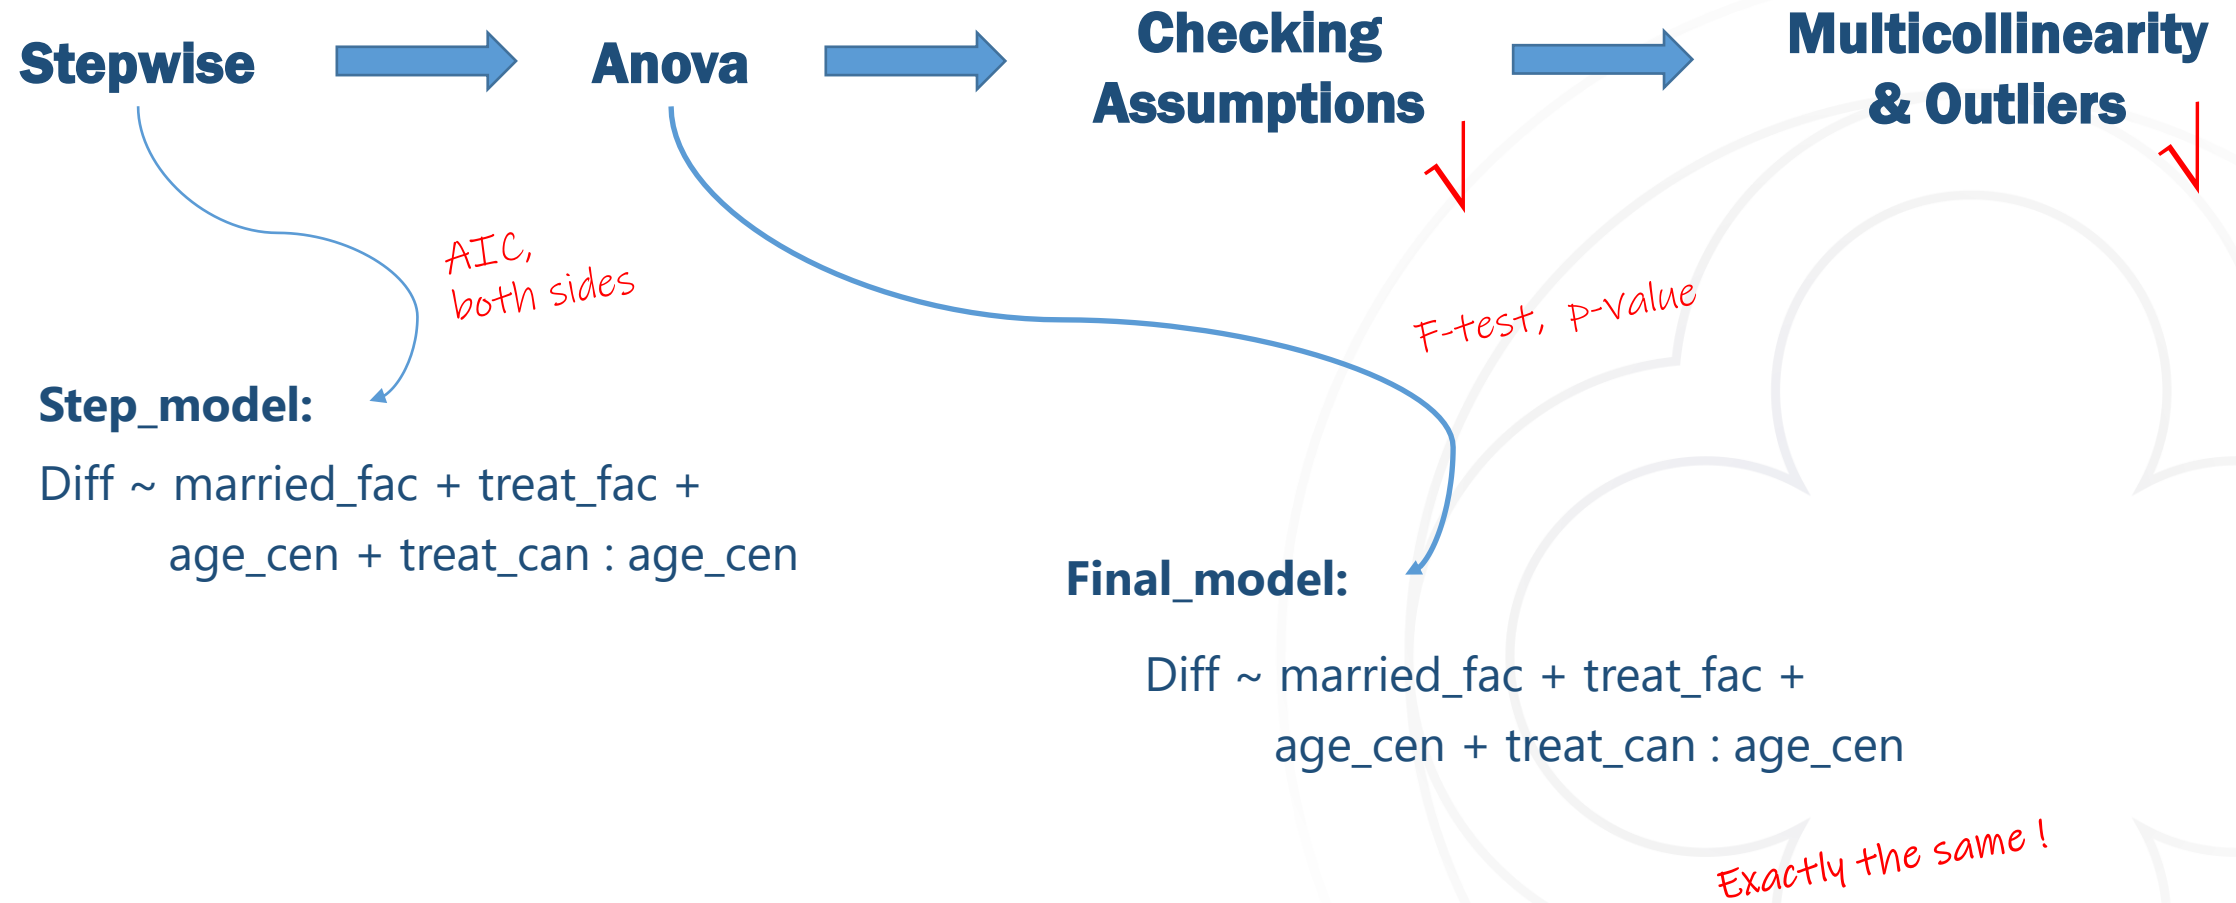 Stepwise
Anova
Checking
Assumptions
Multicollinearity
& Outliers
√
√
AIC,
both sides
F-test, p-value
Step_model:
Diff ~ married_fac + treat_fac +
age_cen + treat_can : age_cen
Final_model:
Diff ~ married_fac + treat_fac +
age_cen + treat_can : age_cen
Exactly the same !